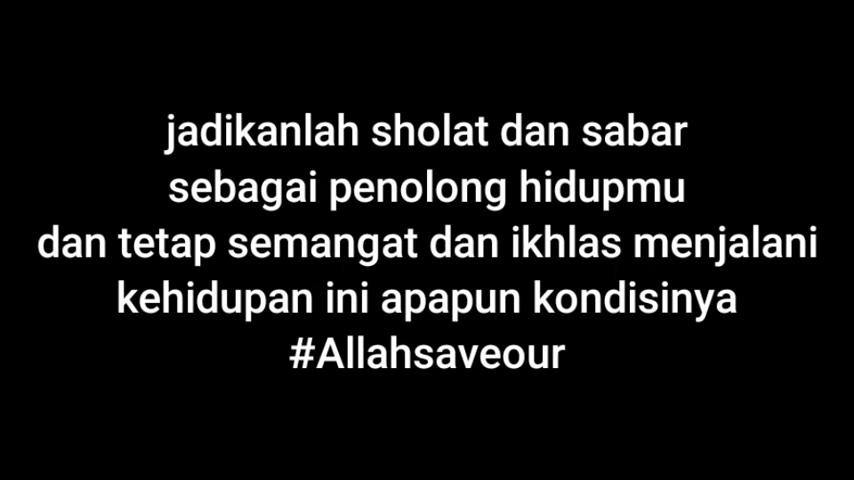 jadikanlah sholat dan sabar
sebagai penolong hidupmu
dan tetap semangat dan ikhlas menjalani
kehidupan ini apapun kondisinya
#Allahsaveour